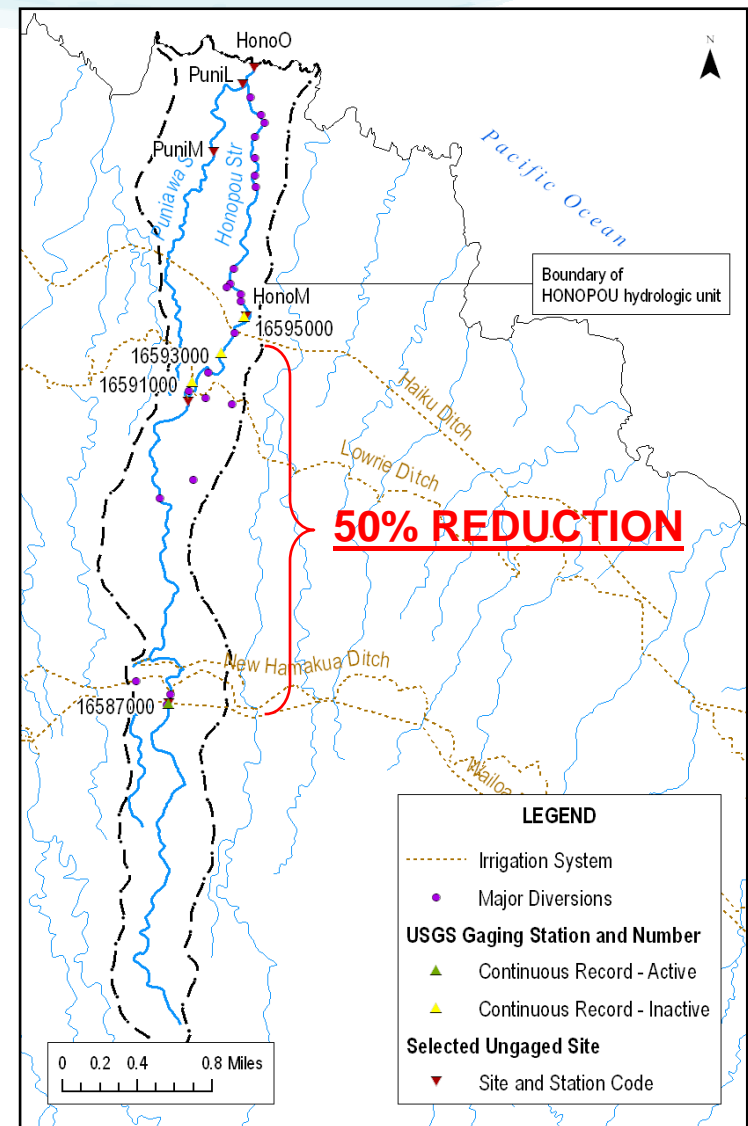 N
HonoO
PuniL
PuniM
Puniawa S
Honopou Str
Pacific Ocean
Boundary of
HONOPOU hydrologic unit
HonoM
16595000
16593000
16591000
Haiku Ditch
Lowrie Ditch
50% REDUCTION
New Hamakua Ditch
16587000
Wailoa
LEGEND
Irrigation System
Major Diversions
USGS Gaging Station and Number
Continuous Record - Active
Continuous Record - Inactive
Selected Ungaged Site
Site and Station Code
0 0.2 0.4 0.8 Miles